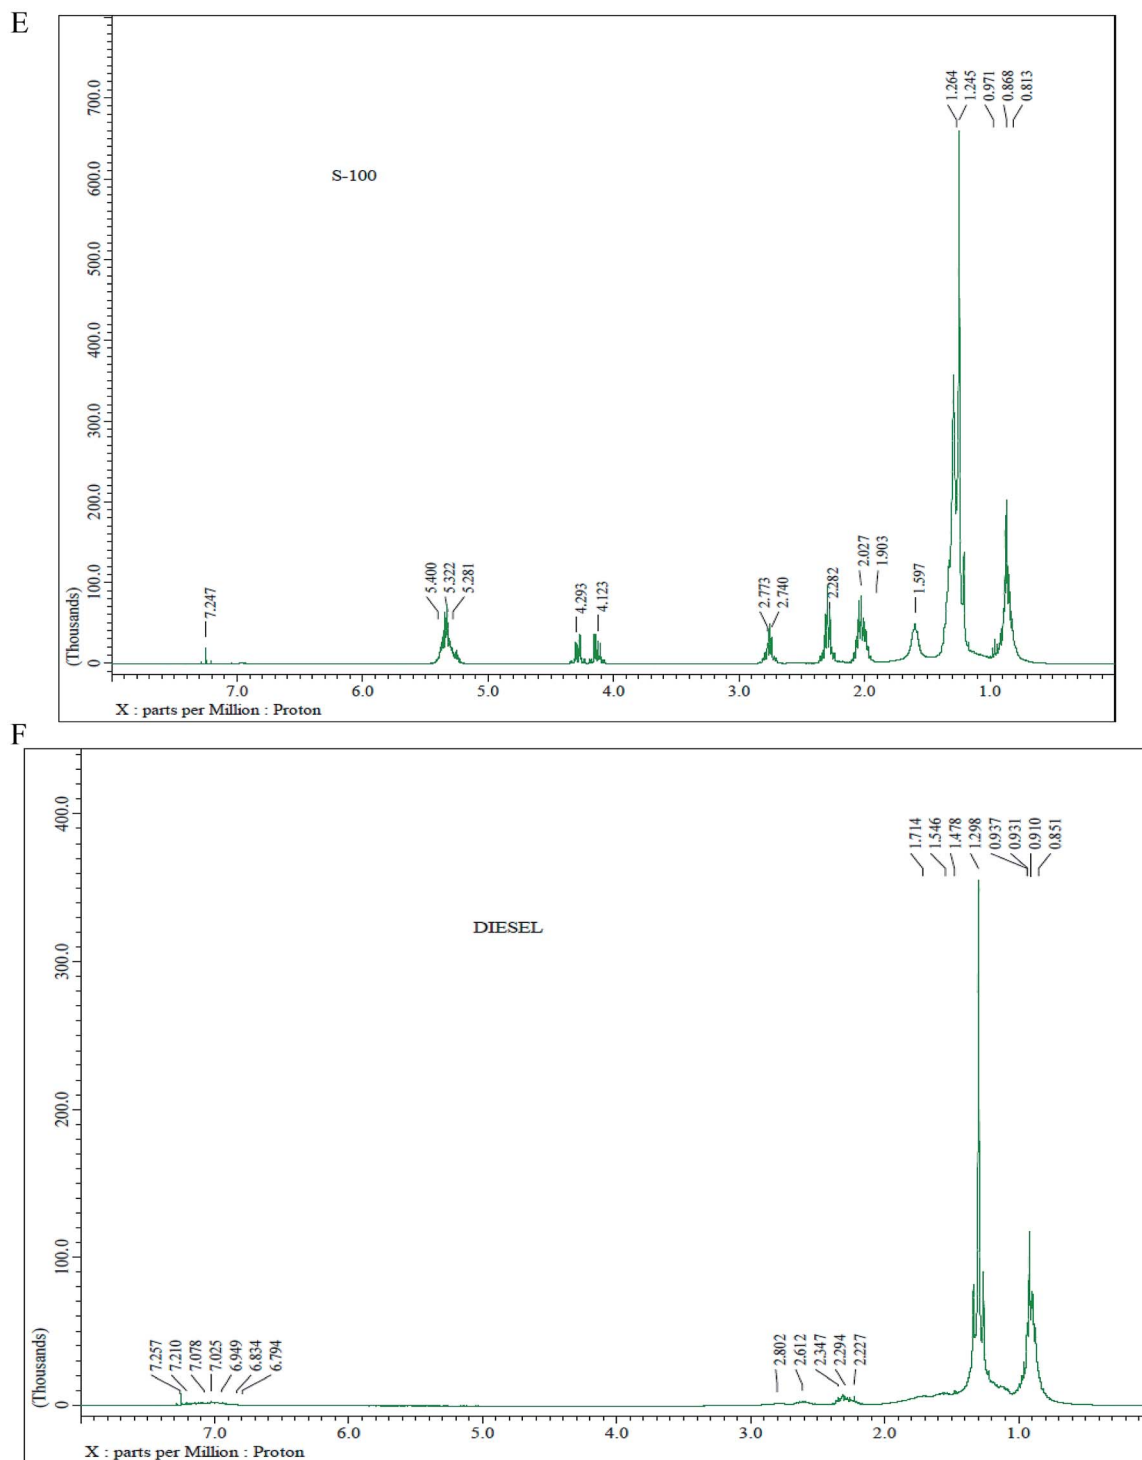 E
1.264 1.245 0.971 0.868 0.813
700.0
S-100
600.0
500.0
400.0
300.0
200.0
100.0
0
(Thousands)
7.247
5.400 5.322 5.281
4.293 4.123
2.773 2.740
2.282
2.027 1.903
1.597
7.0 6.0 5.0 4.0 3.0 2.0 1.0
X : parts per Million : Proton
F
1.714 1.546 1.478 1.298 0.937 0.931 0.910 0.851
400.0
DIESEL
300.0
200.0
100.0
0
(Thousands)
7.257 7.210 7.078 7.025 6.949 6.834 6.794
2.802 2.612 2.347 2.294 2.227
7.0 6.0 5.0 4.0 3.0 2.0 1.0
X : parts per Million : Proton